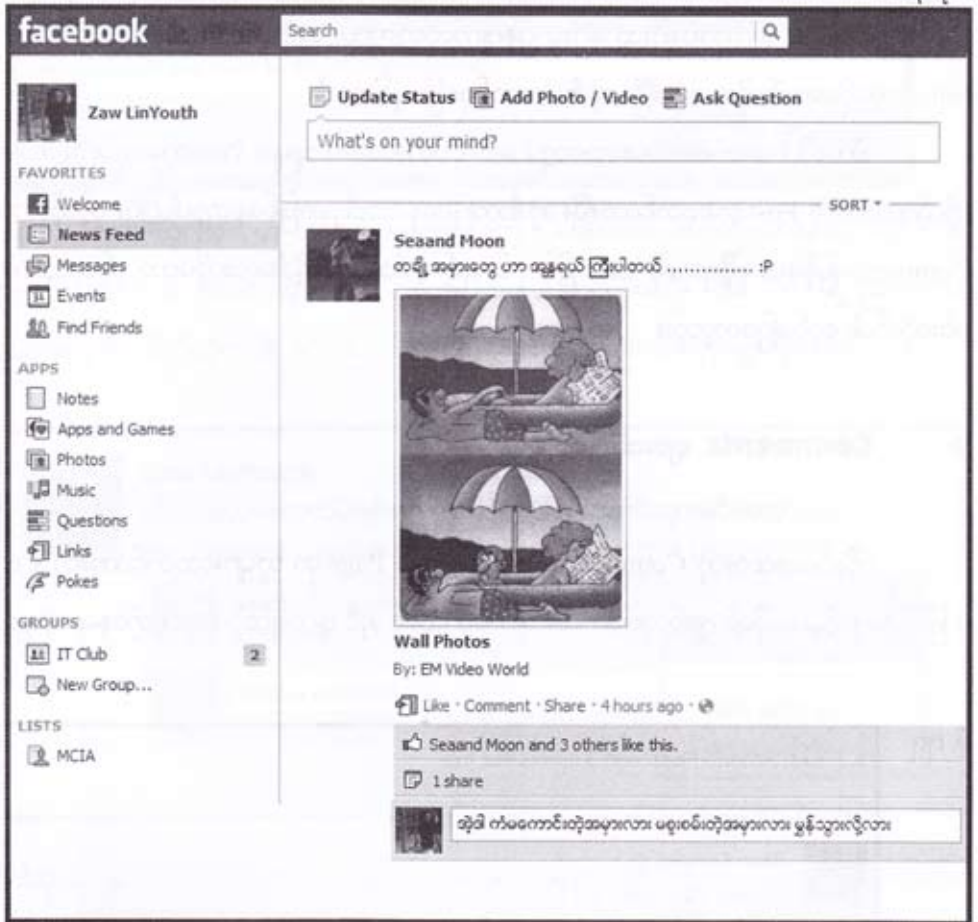 facebook
Search
Zaw LinYouth
Update Status Add Photo / Video Ask Question
What's on your mind?
FAVORITES
Welcome
News Feed
Messages
Events
Find Friends
APPS
Notes
Apps and Games
Photos
Music
Questions
Links
Pokes
GROUPS
IT Club 2
New Group...
LISTS
MCIA
SORT
Seaand Moon
တချို့အမှားတွေ ဟာ အန္တရယ် ကြီးပါတယ် ................... :P
Wall Photos
By: EM Video World
Like · Comment · Share · 4 hours ago ·
Seaand Moon and 3 others like this.
1 share
အဲ့ဒါ ကံမကောင်းတဲ့အမှားလား မစူးစမ်းတဲ့အမှားလား မွှန်သွားလို့လား